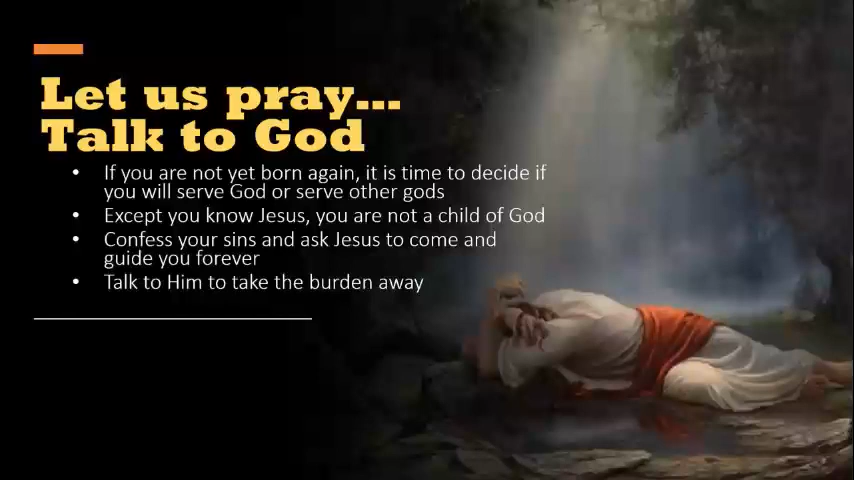 Let us pray...
Talk to God
• If you are not yet born again, it is time to decide if
you will serve God or serve other gods
• Except you know Jesus, you are not a child of God
• Confess your sins and ask Jesus to come and
guide you forever
• Talk to Him to take the burden away